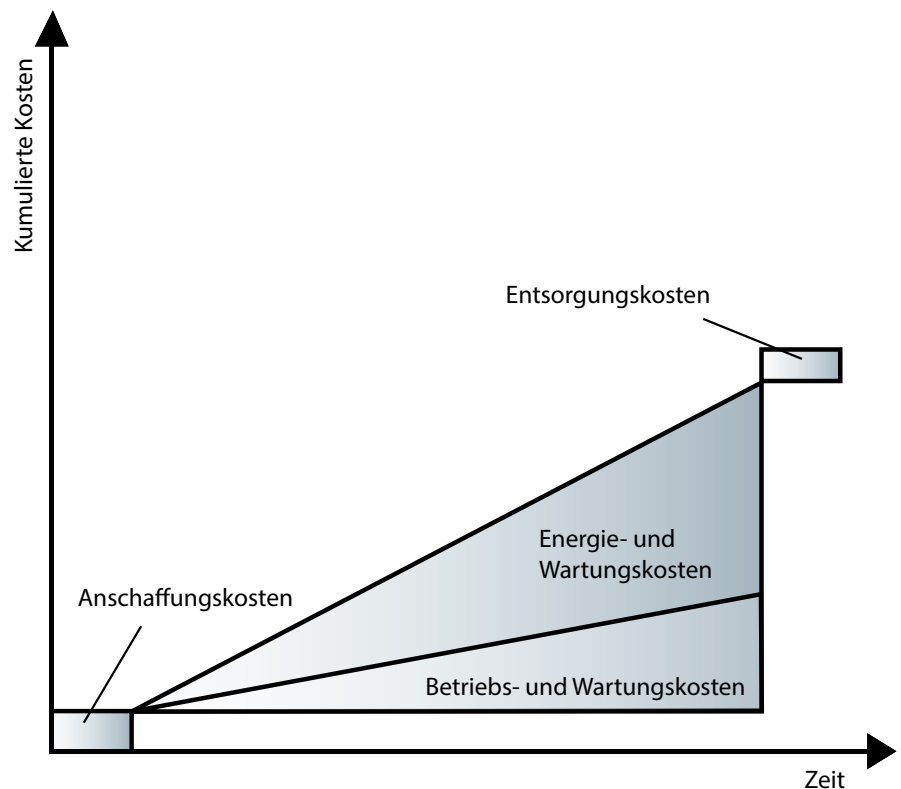 Kumulierte Kosten
Entsorgungskosten
Energie- und
Wartungskosten
Anschaffungskosten
Betriebs- und Wartungskosten
Zeit